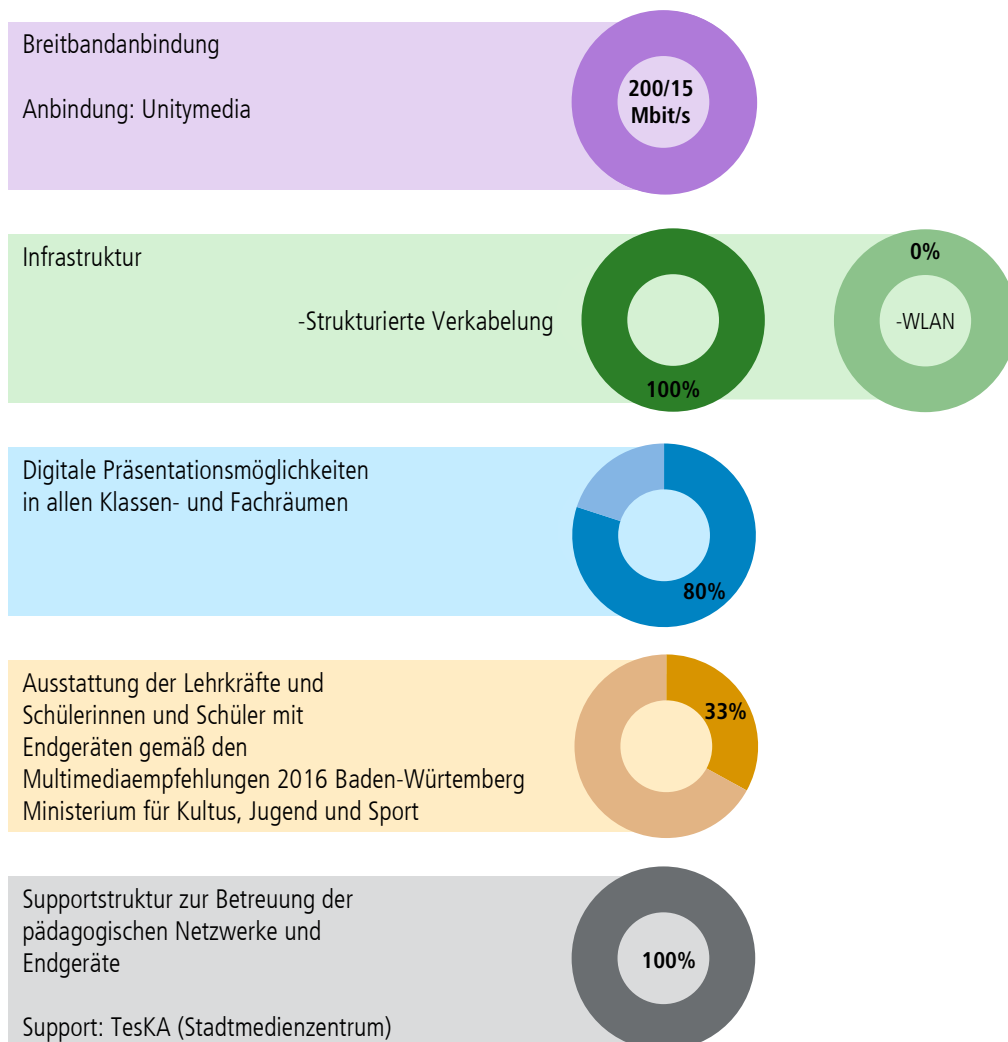 Breitbandanbindung
Anbindung: Unitymedia
200/15
Mbit/s
Infrastruktur
-Strukturierte Verkabelung
100%
0%
-WLAN
Digitale Präsentationsmöglichkeiten
in allen Klassen- und Fachräumen
80%
Ausstattung der Lehrkräfte und
Schülerinnen und Schüler mit
Endgeräten gemäß den
Multimediaempfehlungen 2016 Baden-Würtemberg
Ministerium für Kultus, Jugend und Sport
33%
Supportstruktur zur Betreuung der
pädagogischen Netzwerke und
Endgeräte
Support: TesKA (Stadtmedienzentrum)
100%